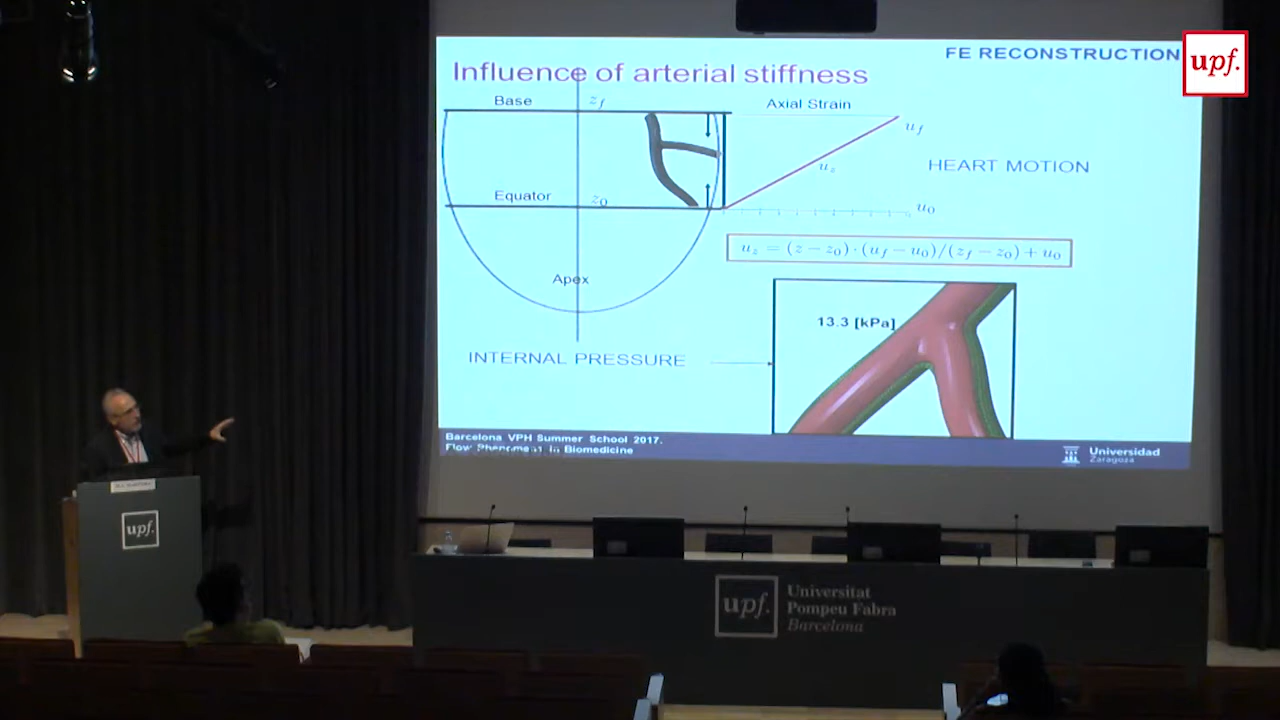 FE RECONSTRUCTION
upf.
Influence of arterial stiffness
Base
z_f
Axial Strain
u_f
u_z
HEART MOTION
Equator
z_0
u_0
u_z = (z − z_0)·(u_f − u_0)/(z_f − z_0) + u_0
Apex
13.3 [kPa]
INTERNAL PRESSURE
Barcelona VPH Summer School 2017.
Flow Phenomena in Biomedicine
Universidad
Zaragoza
upf.
upf.
Universitat
Pompeu Fabra
Barcelona